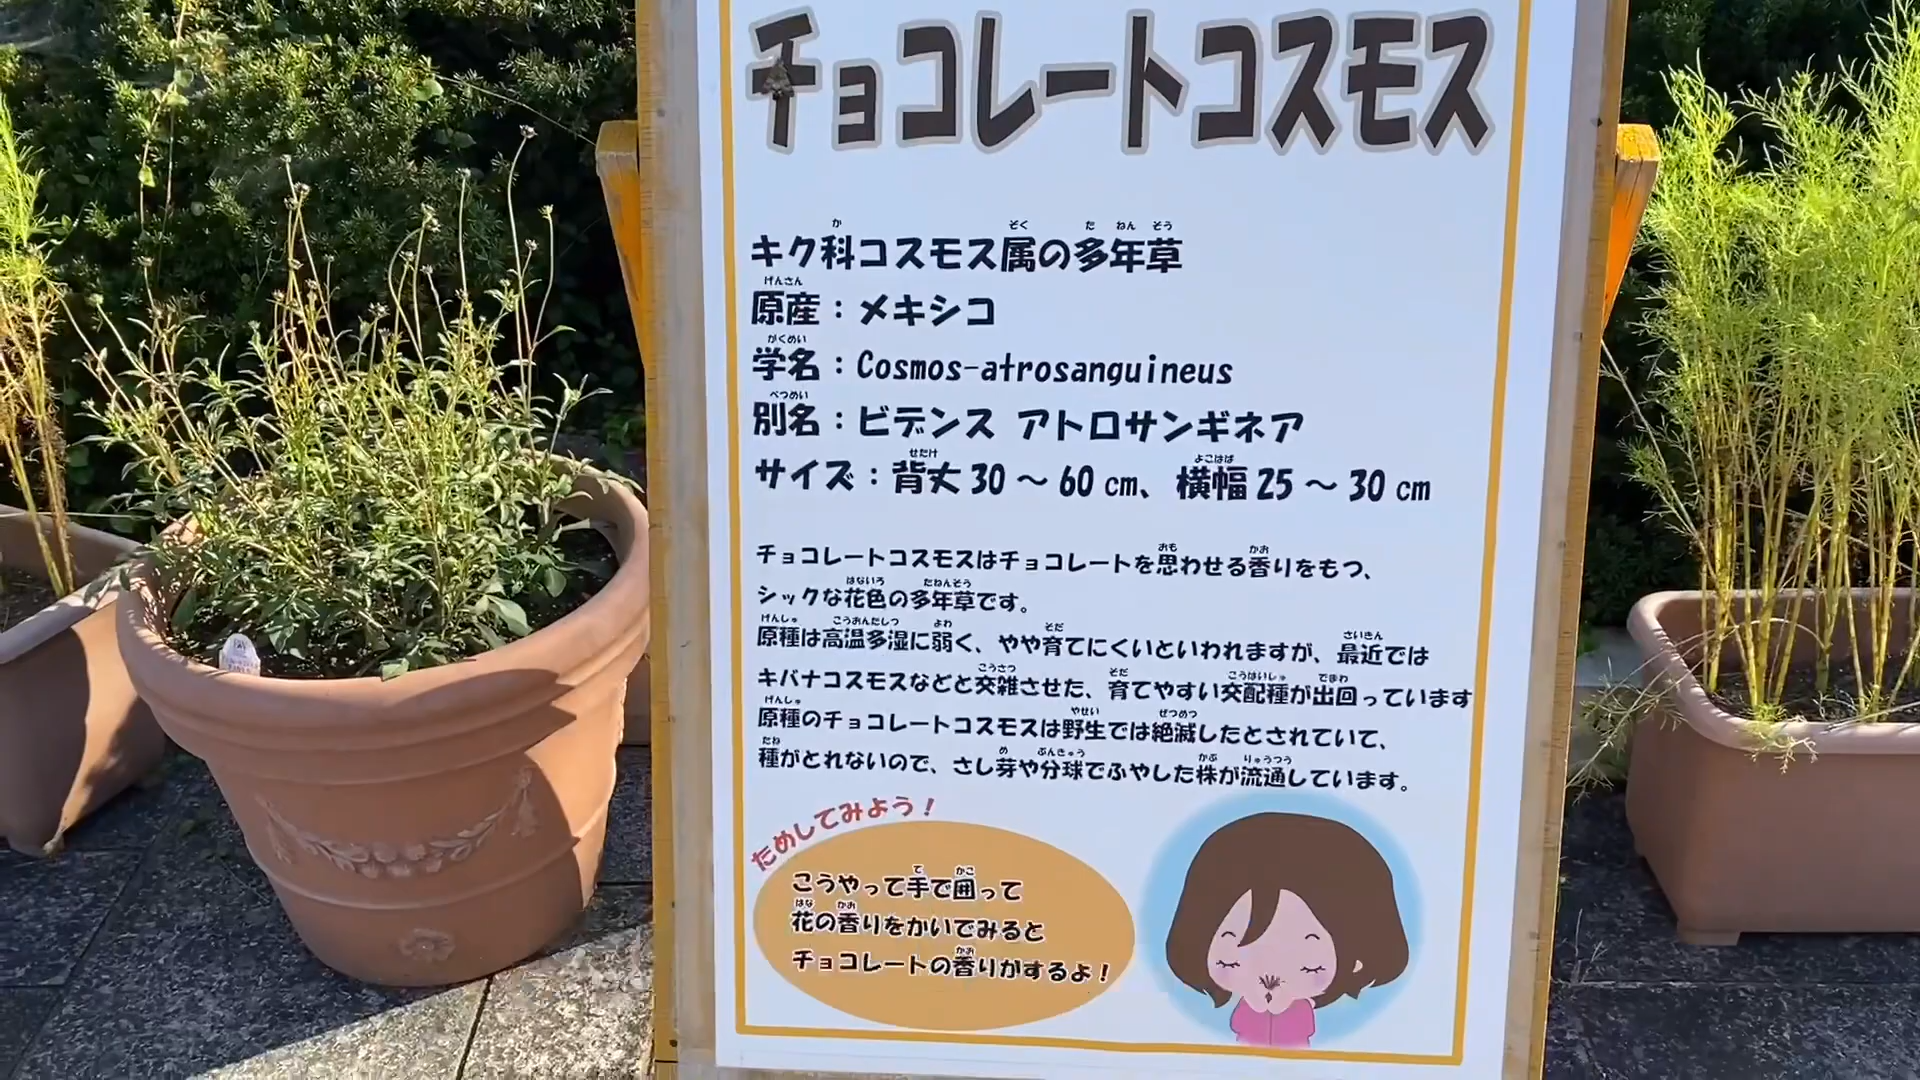 チョコレートコスモス
キク科コスモス属の多年草
原産：メキシコ
学名：Cosmos-atrosanguineus
別名：ビデンス アトロサンギネア
サイズ：背丈30～60cm、横幅25～30cm
チョコレートコスモスはチョコレートを思わせる香りをもつ、
シックな花色の多年草です。
原種は高温多湿に弱く、やや育てにくいといわれますが、最近では
キバナコスモスなどと交雑させた、育てやすい交配種が出回っています
原種のチョコレートコスモスは野生では絶滅したとされていて、
種がとれないので、さし芽や分球でふやした株が流通しています。
ためしてみよう！
こうやって手で囲って
花の香りをかいでみると
チョコレートの香りがするよ！